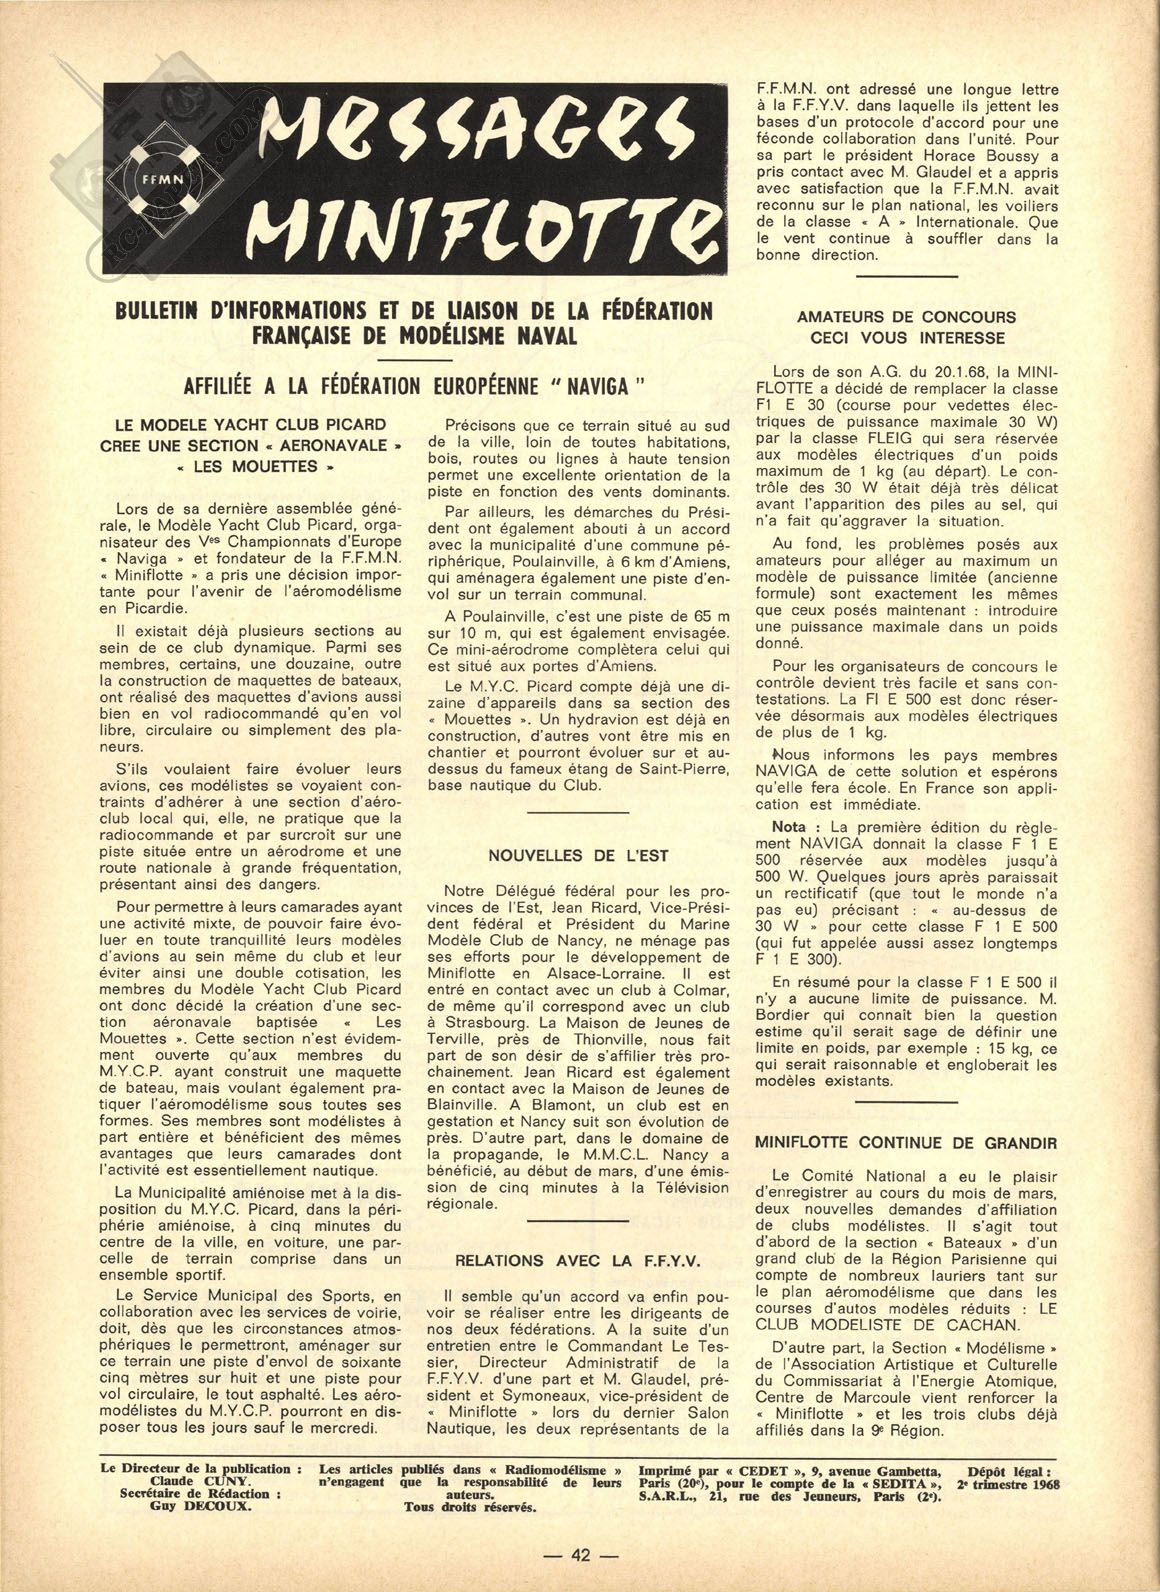 MESSAGES
MINIFLOTTE
FFMN
RC-NOPALA.COM
BULLETIN D'INFORMATIONS ET DE LIAISON DE LA FÉDÉRATION
FRANÇAISE DE MODÉLISME NAVAL
AFFILIÉE A LA FÉDÉRATION EUROPÉENNE " NAVIGA "
LE MODELE YACHT CLUB PICARD
CREE UNE SECTION « AERONAVALE »
« LES MOUETTES »
Lors de sa dernière assemblée géné-
rale, le Modèle Yacht Club Picard, orga-
nisateur des Ves Championnats d'Europe
« Naviga » et fondateur de la F.F.M.N.
« Miniflotte » a pris une décision impor-
tante pour l'avenir de l'aéromodélisme
en Picardie.
Il existait déjà plusieurs sections au
sein de ce club dynamique. Parmi ses
membres, certains, une douzaine, outre
la construction de maquettes de bateaux,
ont réalisé des maquettes d'avions aussi
bien en vol radiocommandé qu'en vol
libre, circulaire ou simplement des pla-
neurs.
S'ils voulaient faire évoluer leurs
avions, ces modélistes se voyaient con-
traints d'adhérer à une section d'aéro-
club local qui, elle, ne pratique que la
radiocommande et par surcroît sur une
piste située entre un aérodrome et une
route nationale à grande fréquentation,
présentant ainsi des dangers.
Pour permettre à leurs camarades ayant
une activité mixte, de pouvoir faire évo-
luer en toute tranquillité leurs modèles
d'avions au sein même du club et leur
éviter ainsi une double cotisation, les
membres du Modèle Yacht Club Picard
ont donc décidé la création d'une sec-
tion aéronavale baptisée « Les
Mouettes ». Cette section n'est évidem-
ment ouverte qu'aux membres du
M.Y.C.P. ayant construit une maquette
de bateau, mais voulant également pra-
tiquer l'aéromodélisme sous toutes ses
formes. Ses membres sont modélistes à
part entière et bénéficient des mêmes
avantages que leurs camarades dont
l'activité est essentiellement nautique.
La Municipalité amiénoise met à la dis-
position du M.Y.C. Picard, dans la péri-
phérie amiénoise, à cinq minutes du
centre de la ville, en voiture, une par-
celle de terrain comprise dans un
ensemble sportif.
Le Service Municipal des Sports, en
collaboration avec les services de voirie,
doit, dès que les circonstances atmos-
phériques le permettront, aménager sur
ce terrain une piste d'envol de soixante
cinq mètres sur huit et une piste pour
vol circulaire, le tout asphalté. Les aéro-
modélistes du M.Y.C.P. pourront en dis-
poser tous les jours sauf le mercredi.
Précisons que ce terrain situé au sud
de la ville, loin de toutes habitations,
bois, routes ou lignes à haute tension
permet une excellente orientation de la
piste en fonction des vents dominants.
Par ailleurs, les démarches du Prési-
dent ont également abouti à un accord
avec la municipalité d'une commune pé-
riphérique, Poulainville, à 6 km d'Amiens,
qui aménagera également une piste d'en-
vol sur un terrain communal.
A Poulainville, c'est une piste de 65 m
sur 10 m, qui est également envisagée.
Ce mini-aérodrome complètera celui qui
est situé aux portes d'Amiens.
Le M.Y.C. Picard compte déjà une di-
zaine d'appareils dans sa section des
« Mouettes ». Un hydravion est déjà en
construction, d'autres vont être mis en
chantier et pourront évoluer sur et au-
dessus du fameux étang de Saint-Pierre,
base nautique du Club.
NOUVELLES DE L'EST
Notre Délégué fédéral pour les pro-
vinces de l'Est, Jean Ricard, Vice-Prési-
dent fédéral et Président du Marine
Modèle Club de Nancy, ne ménage pas
ses efforts pour le développement de
Miniflotte en Alsace-Lorraine. Il est
entré en contact avec un club à Colmar,
de même qu'il correspond avec un club
à Strasbourg. La Maison de Jeunes de
Terville, près de Thionville, nous fait
part de son désir de s'affilier très pro-
chainement. Jean Ricard est également
en contact avec la Maison de Jeunes de
Blainville. A Blamont, un club est en
gestation et Nancy suit son évolution de
près. D'autre part, dans le domaine de
la propagande, le M.M.C.L. Nancy a
bénéficié, au début de mars, d'une émis-
sion de cinq minutes à la Télévision
régionale.
RELATIONS AVEC LA F.F.Y.V.
Il semble qu'un accord va enfin pou-
voir se réaliser entre les dirigeants de
nos deux fédérations. A la suite d'un
entretien entre le Commandant Le Tes-
sier, Directeur Administratif de la
F.F.Y.V. d'une part et M. Glaudel, pré-
sident et Symoneaux, vice-président de
« Miniflotte » lors du dernier Salon
Nautique, les deux représentants de la
F.F.M.N. ont adressé une longue lettre
à la F.F.Y.V. dans laquelle ils jettent les
bases d'un protocole d'accord pour une
féconde collaboration dans l'unité. Pour
sa part le président Horace Boussy a
pris contact avec M. Glaudel et a appris
avec satisfaction que la F.F.M.N. avait
reconnu sur le plan national, les voiliers
de la classe « A » Internationale. Que
le vent continue à souffler dans la
bonne direction.
AMATEURS DE CONCOURS
CECI VOUS INTERESSE
Lors de son A.G. du 20.1.68, la MINI-
FLOTTE a décidé de remplacer la classe
F1 E 30 (course pour vedettes élec-
triques de puissance maximale 30 W)
par la classe FLEIG qui sera réservée
aux modèles électriques d'un poids
maximum de 1 kg (au départ). Le con-
trôle des 30 W était déjà très délicat
avant l'apparition des piles au sel, qui
n'a fait qu'aggraver la situation.
Au fond, les problèmes posés aux
amateurs pour alléger au maximum un
modèle de puissance limitée (ancienne
formule) sont exactement les mêmes
que ceux posés maintenant : introduire
une puissance maximale dans un poids
donné.
Pour les organisateurs de concours le
contrôle devient très facile et sans con-
testations. La FI E 500 est donc réser-
vée désormais aux modèles électriques
de plus de 1 kg.
Nous informons les pays membres
NAVIGA de cette solution et espérons
qu'elle fera école. En France son appli-
cation est immédiate.
Nota : La première édition du règle-
ment NAVIGA donnait la classe F 1 E
500 réservée aux modèles jusqu'à
500 W. Quelques jours après paraissait
un rectificatif (que tout le monde n'a
pas eu) précisant : « au-dessus de
30 W » pour cette classe F 1 E 500
(qui fut appelée aussi assez longtemps
F 1 E 300).
En résumé pour la classe F 1 E 500 il
n'y a aucune limite de puissance. M.
Bordier qui connait bien la question
estime qu'il serait sage de définir une
limite en poids, par exemple : 15 kg, ce
qui serait raisonnable et engloberait les
modèles existants.
MINIFLOTTE CONTINUE DE GRANDIR
Le Comité National a eu le plaisir
d'enregistrer au cours du mois de mars,
deux nouvelles demandes d'affiliation
de clubs modélistes. Il s'agit tout
d'abord de la section « Bateaux » d'un
grand club de la Région Parisienne qui
compte de nombreux lauriers tant sur
le plan aéromodélisme que dans les
courses d'autos modèles réduits : LE
CLUB MODELISTE DE CACHAN.
D'autre part, la Section « Modélisme »
de l'Association Artistique et Culturelle
du Commissariat à l'Energie Atomique,
Centre de Marcoule vient renforcer la
« Miniflotte » et les trois clubs déjà
affiliés dans la 9e Région.
Le Directeur de la publication :
Claude CUNY.
Secrétaire de Rédaction :
Guy DECOUX.
Les articles publiés dans « Radiomodélisme »
n'engagent que la responsabilité de leurs
auteurs.
Tous droits réservés.
Imprimé par « CEDET », 9, avenue Gambetta,
Paris (20e), pour le compte de la « SEDITA »,
S.A.R.L., 21, rue des Jeuneurs, Paris (2e).
Dépôt légal :
2e trimestre 1968
— 42 —